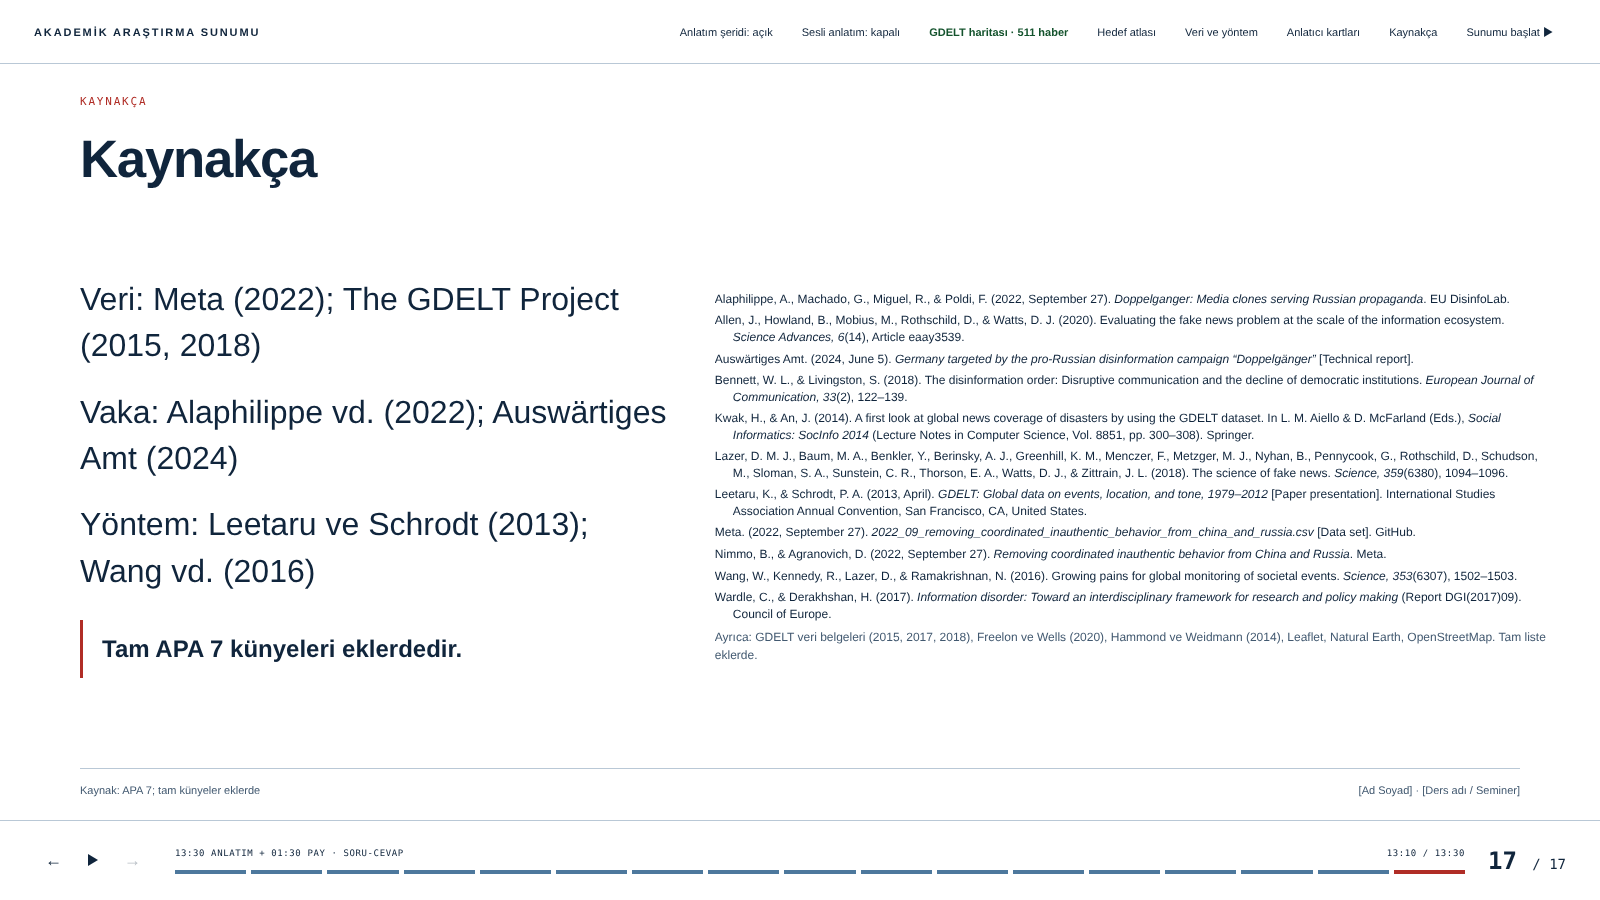 AKADEMİK ARAŞTIRMA SUNUMU
Anlatım şeridi: açık
Sesli anlatım: kapalı
GDELT haritası · 511 haber
Hedef atlası
Veri ve yöntem
Anlatıcı kartları
Kaynakça
Sunumu başlat ▶
KAYNAKÇA
Kaynakça
Veri: Meta (2022); The GDELT Project
(2015, 2018)
Vaka: Alaphilippe vd. (2022); Auswärtiges
Amt (2024)
Yöntem: Leetaru ve Schrodt (2013);
Wang vd. (2016)
Tam APA 7 künyeleri eklerdedir.
Alaphilippe, A., Machado, G., Miguel, R., & Poldi, F. (2022, September 27). Doppelganger: Media clones serving Russian propaganda. EU DisinfoLab.
Allen, J., Howland, B., Mobius, M., Rothschild, D., & Watts, D. J. (2020). Evaluating the fake news problem at the scale of the information ecosystem.
Science Advances, 6(14), Article eaay3539.
Auswärtiges Amt. (2024, June 5). Germany targeted by the pro-Russian disinformation campaign “Doppelgänger” [Technical report].
Bennett, W. L., & Livingston, S. (2018). The disinformation order: Disruptive communication and the decline of democratic institutions. European Journal of
Communication, 33(2), 122–139.
Kwak, H., & An, J. (2014). A first look at global news coverage of disasters by using the GDELT dataset. In L. M. Aiello & D. McFarland (Eds.), Social
Informatics: SocInfo 2014 (Lecture Notes in Computer Science, Vol. 8851, pp. 300–308). Springer.
Lazer, D. M. J., Baum, M. A., Benkler, Y., Berinsky, A. J., Greenhill, K. M., Menczer, F., Metzger, M. J., Nyhan, B., Pennycook, G., Rothschild, D., Schudson,
M., Sloman, S. A., Sunstein, C. R., Thorson, E. A., Watts, D. J., & Zittrain, J. L. (2018). The science of fake news. Science, 359(6380), 1094–1096.
Leetaru, K., & Schrodt, P. A. (2013, April). GDELT: Global data on events, location, and tone, 1979–2012 [Paper presentation]. International Studies
Association Annual Convention, San Francisco, CA, United States.
Meta. (2022, September 27). 2022_09_removing_coordinated_inauthentic_behavior_from_china_and_russia.csv [Data set]. GitHub.
Nimmo, B., & Agranovich, D. (2022, September 27). Removing coordinated inauthentic behavior from China and Russia. Meta.
Wang, W., Kennedy, R., Lazer, D., & Ramakrishnan, N. (2016). Growing pains for global monitoring of societal events. Science, 353(6307), 1502–1503.
Wardle, C., & Derakhshan, H. (2017). Information disorder: Toward an interdisciplinary framework for research and policy making (Report DGI(2017)09).
Council of Europe.
Ayrıca: GDELT veri belgeleri (2015, 2017, 2018), Freelon ve Wells (2020), Hammond ve Weidmann (2014), Leaflet, Natural Earth, OpenStreetMap. Tam liste
eklerde.
Kaynak: APA 7; tam künyeler eklerde
[Ad Soyad] · [Ders adı / Seminer]
← ▶ →
13:30 ANLATIM + 01:30 PAY · SORU-CEVAP
13:10 / 13:30
17 / 17